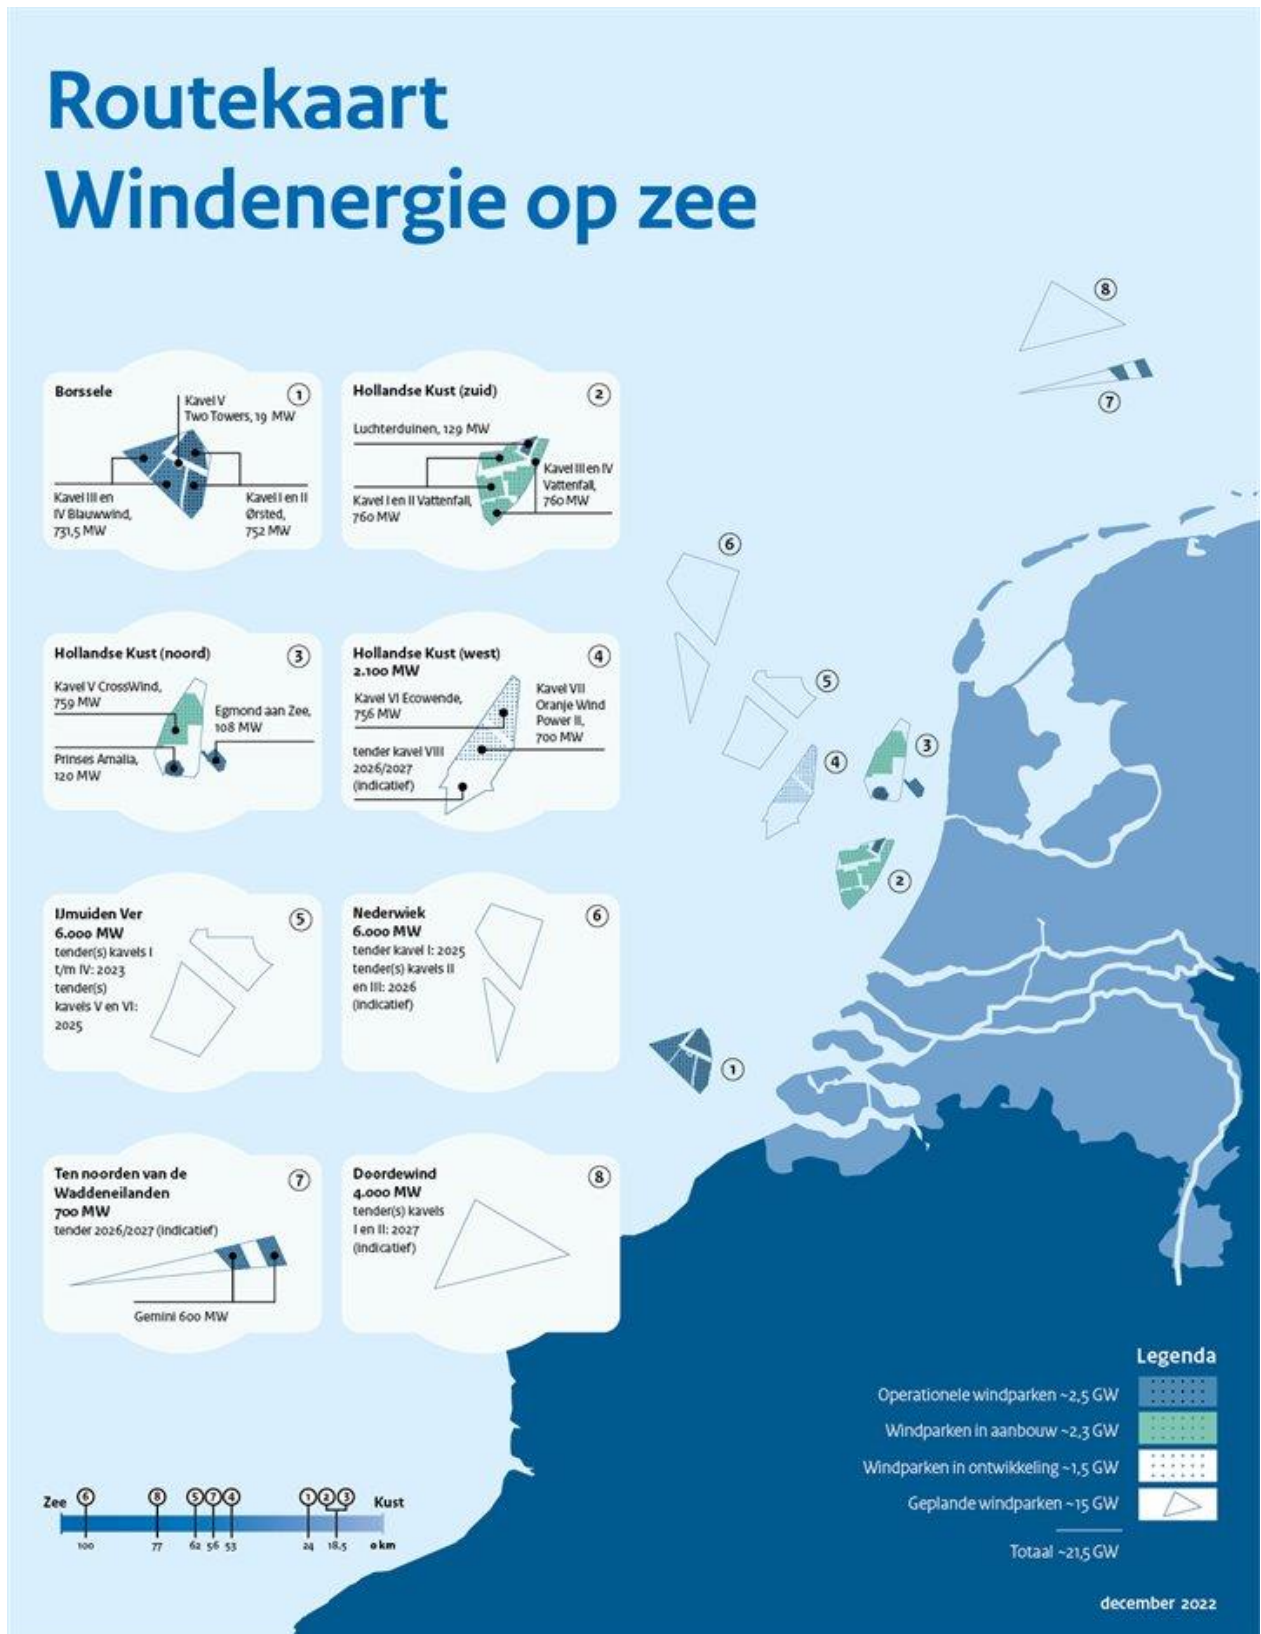 Routekaart
Windenergie op zee
8
7
Borssele
1
Kavel V
Two Towers, 19 MW
Kavel III en
IV Blauwwind,
731,5 MW
Kavel I en II
Ørsted,
752 MW
Hollandse Kust (zuid)
2
Luchterduinen, 129 MW
Kavel I en II Vattenfall,
760 MW
Kavel III en IV
Vattenfall,
760 MW
6
Hollandse Kust (noord)
3
Kavel V CrossWind,
759 MW
Egmond aan Zee,
108 MW
Prinses Amalia,
120 MW
Hollandse Kust (west)
2.100 MW
4
Kavel VI Ecowende,
756 MW
Kavel VII
Oranje Wind
Power II,
700 MW
tender kavel VIII
2026/2027
(indicatief)
5
3
4
2
IJmuiden Ver
6.000 MW
5
tender(s) kavels I
t/m IV: 2023
tender(s)
kavels V en VI:
2025
Nederwiek
6.000 MW
6
tender kavel I: 2025
tender(s) kavels II
en III: 2026
(indicatief)
1
Ten noorden van de
Waddeneilanden
700 MW
7
tender 2026/2027 (indicatief)
Gemini 600 MW
Doordewind
4.000 MW
8
tender(s) kavels
I en II: 2027
(indicatief)
Legenda
Operationele windparken ~2,5 GW
Windparken in aanbouw ~2,3 GW
Windparken in ontwikkeling ~1,5 GW
Geplande windparken ~15 GW
Totaal ~21,5 GW
Zee 6 8 5 7 4 1 2 3 Kust
100 77 62 56 53 24 18.5 0 km
december 2022